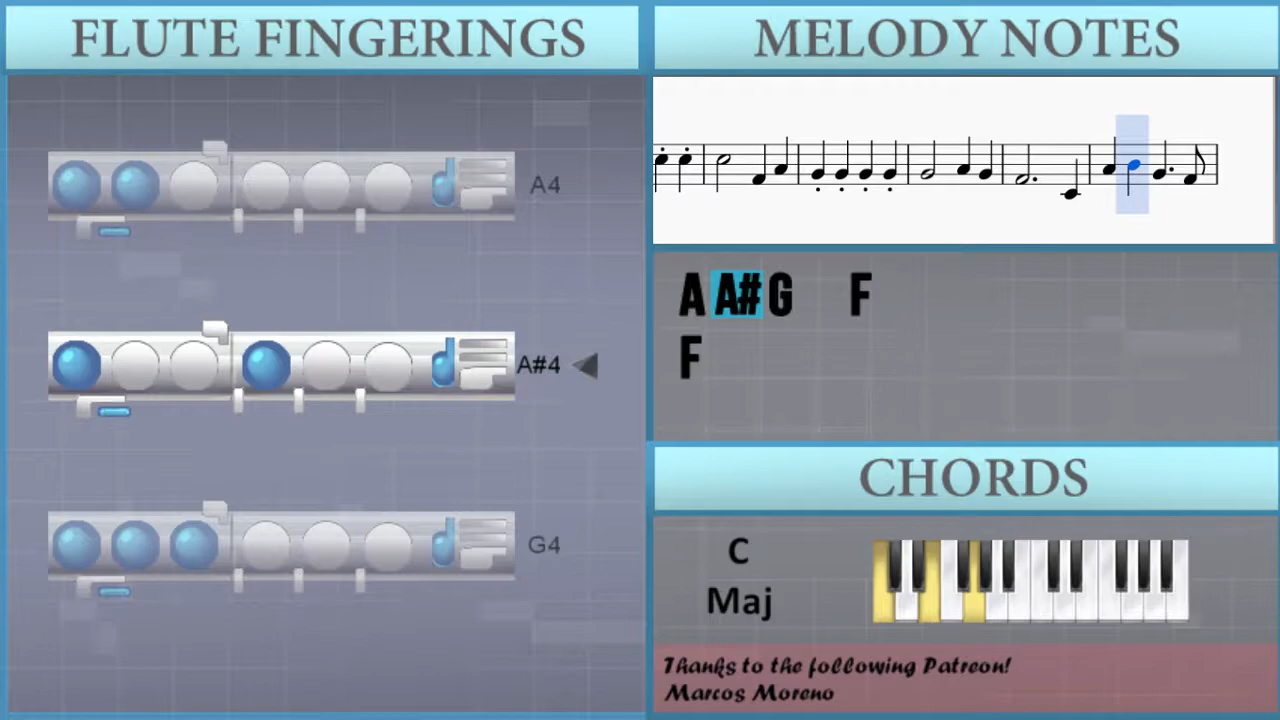 FLUTE FINGERINGS
A4
A#4
G4
MELODY NOTES
A A# G F
F
CHORDS
C
Maj
Thanks to the following Patreon!
Marcos Moreno